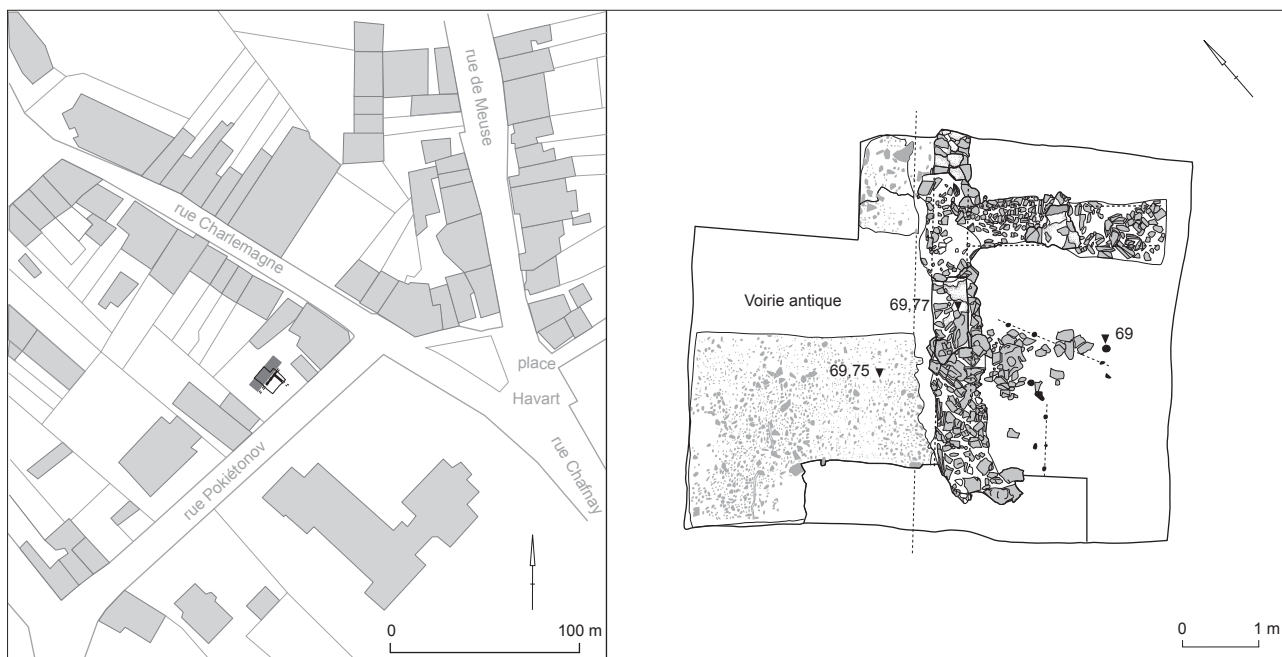 rue de Meuse
rue Charlemagne
place
Havart
rue Pokiétonov
rue Chafnay
0 100 m
Voirie antique
69,77
69
69,75
0 1 m